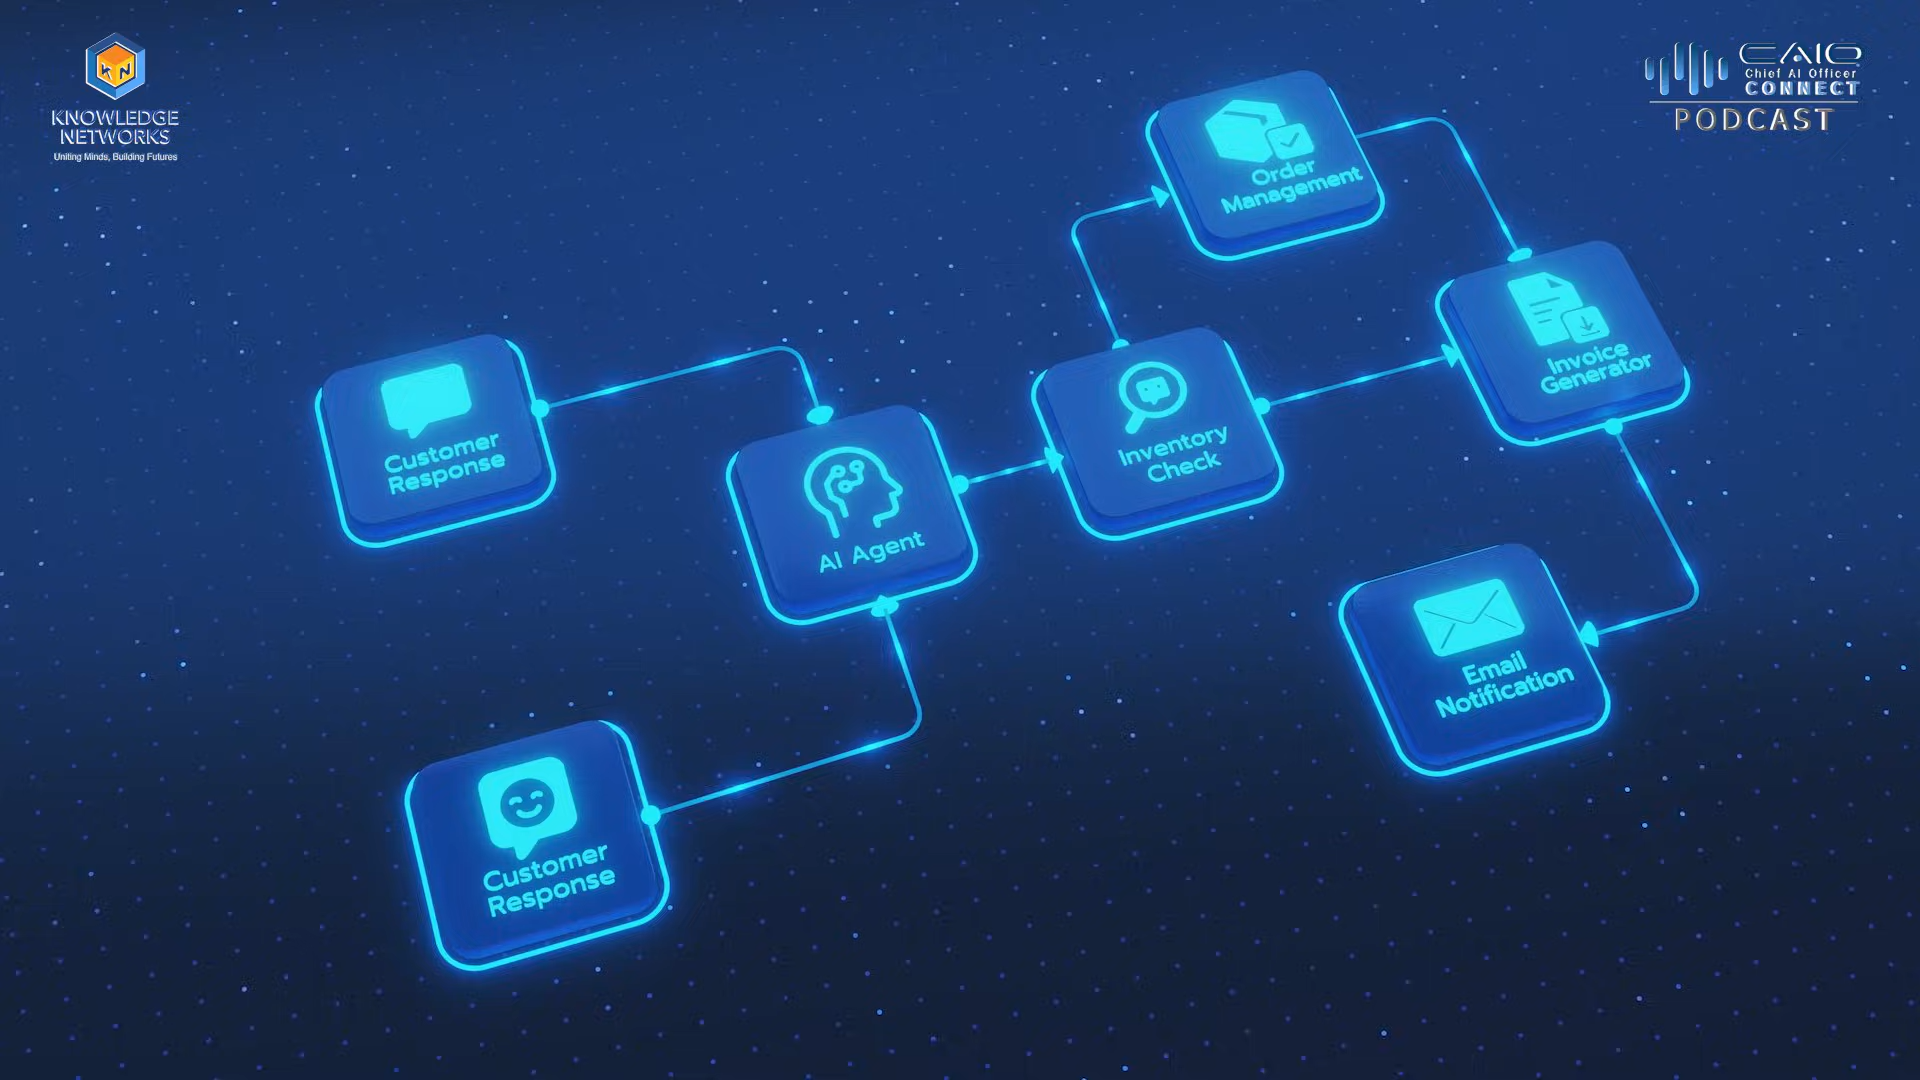 KN
KNOWLEDGE
NETWORKS
Uniting Minds, Building Futures
CAIO
Chief AI Officer
CONNECT
PODCAST
Order
Management
Invoice
Generator
Customer
Response
Inventory
Check
AI Agent
Email
Notification
Customer
Response